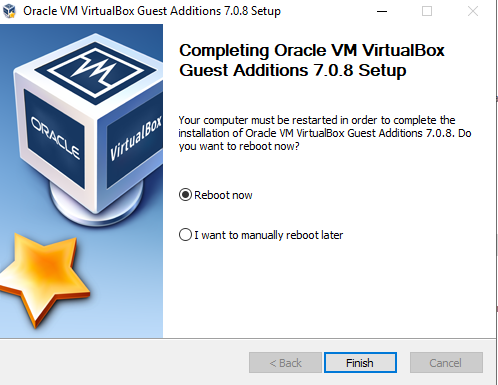 Oracle VM VirtualBox Guest Additions 7.0.8 Setup
Completing Oracle VM VirtualBox
Guest Additions 7.0.8 Setup
Your computer must be restarted in order to complete the
installation of Oracle VM VirtualBox Guest Additions 7.0.8. Do
you want to reboot now?
ORACLE
VirtualBox
Reboot now
I want to manually reboot later
< Back
Finish
Cancel